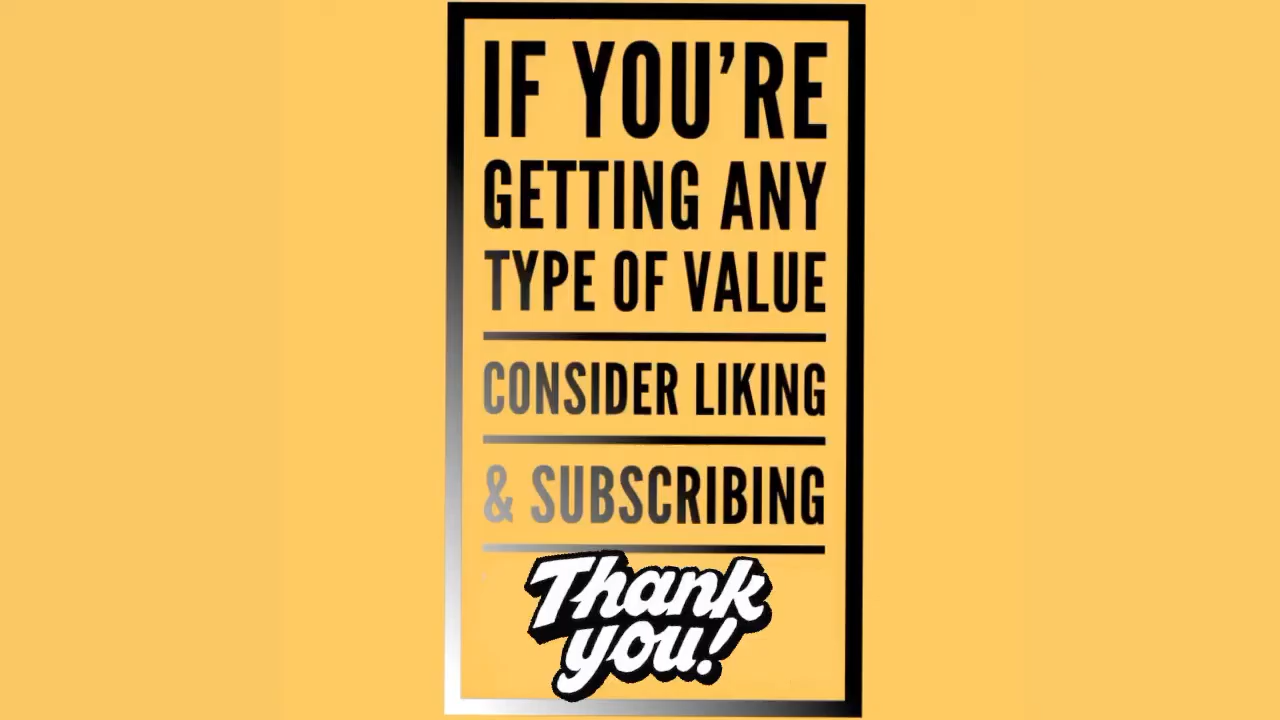 IF YOU'RE
GETTING ANY
TYPE OF VALUE
CONSIDER LIKING
& SUBSCRIBING
Thank
you!